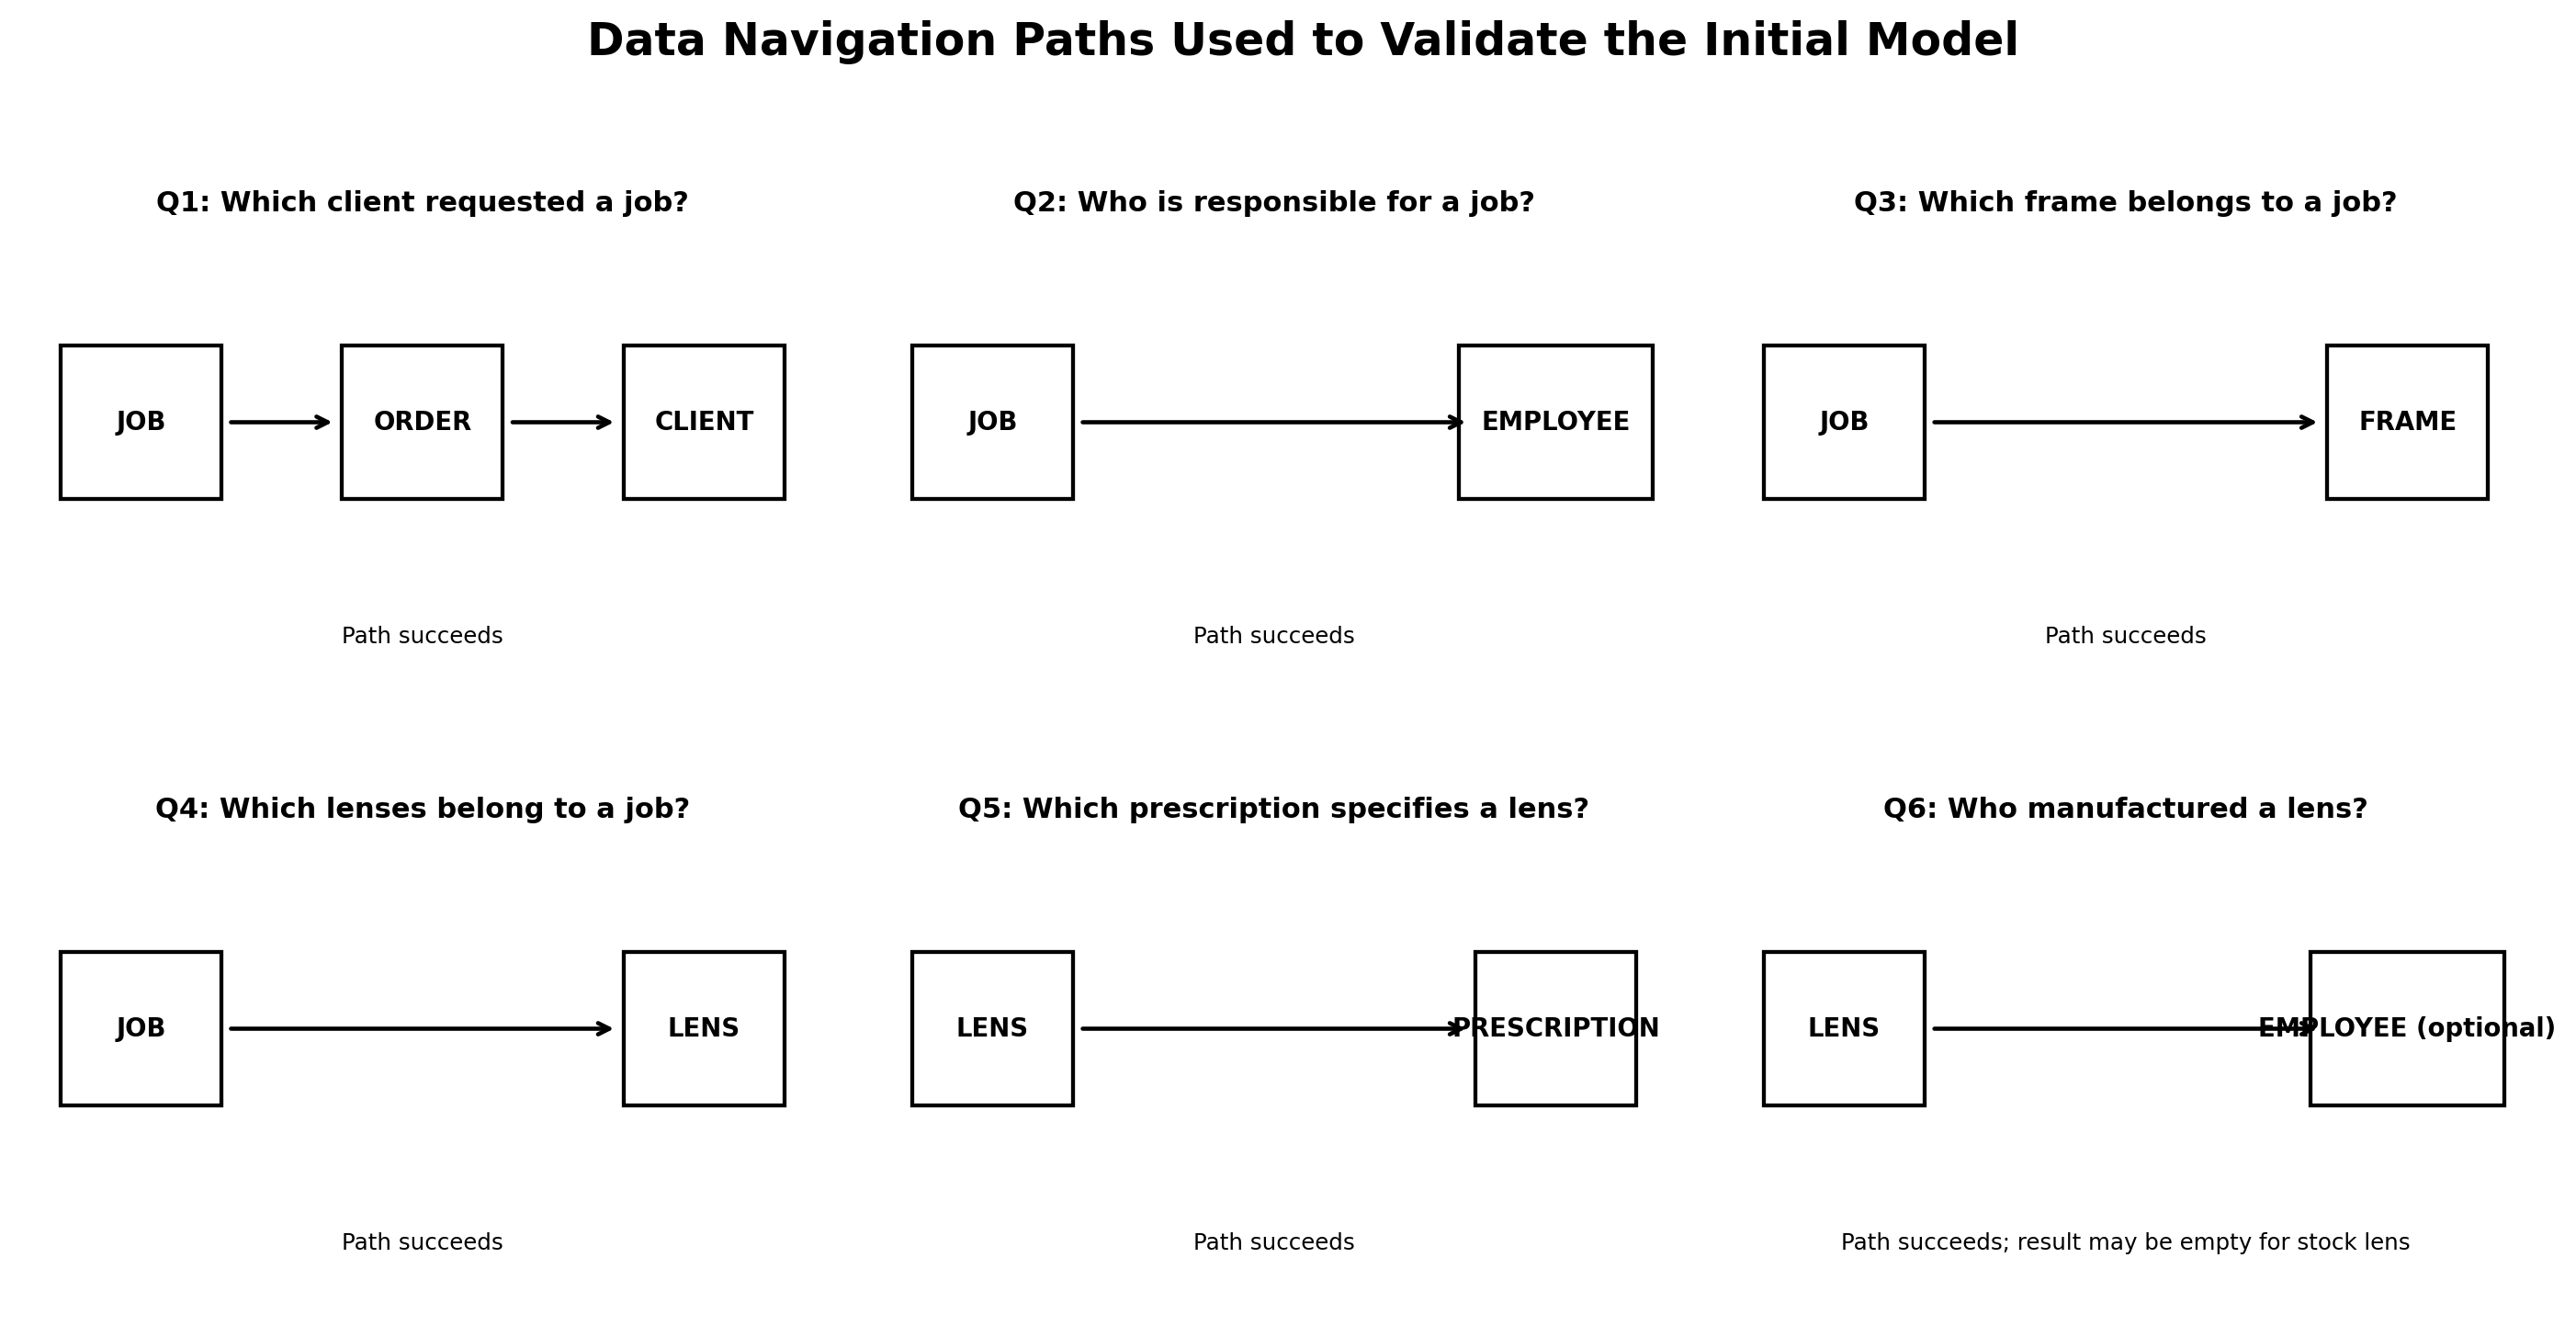 Data Navigation Paths Used to Validate the Initial Model
Q1: Which client requested a job?
JOB
ORDER
CLIENT
Path succeeds
Q2: Who is responsible for a job?
JOB
EMPLOYEE
Path succeeds
Q3: Which frame belongs to a job?
JOB
FRAME
Path succeeds
Q4: Which lenses belong to a job?
JOB
LENS
Path succeeds
Q5: Which prescription specifies a lens?
LENS
PRESCRIPTION
Path succeeds
Q6: Who manufactured a lens?
LENS
EMPLOYEE (optional)
Path succeeds; result may be empty for stock lens